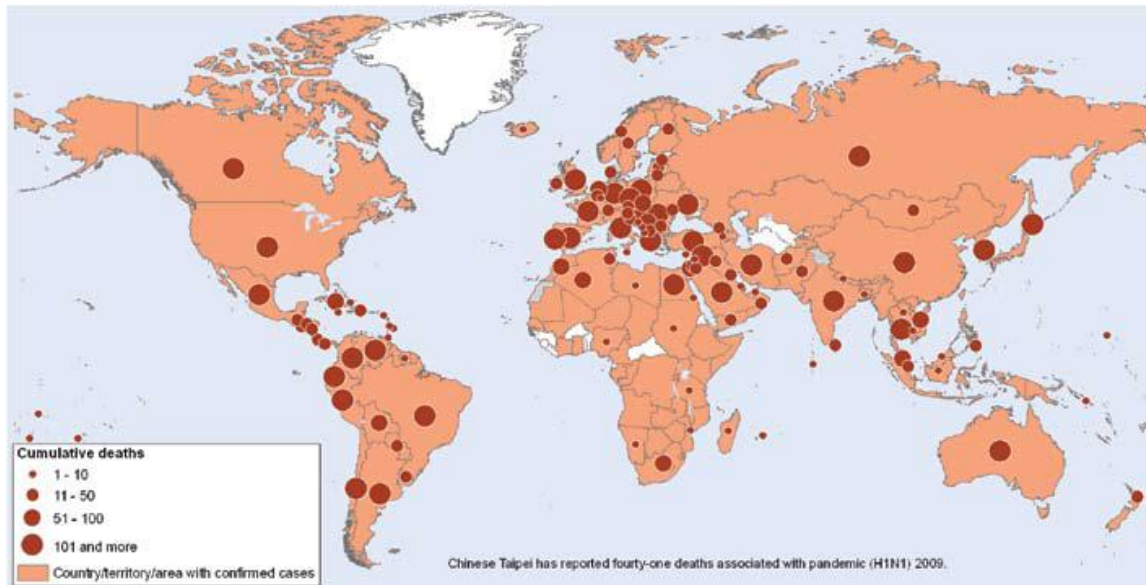 Cumulative deaths
1 - 10
11 - 50
51 - 100
101 and more
Country/territory/area with confirmed cases
Chinese Taipei has reported fourty-one deaths associated with pandemic (H1N1) 2009.